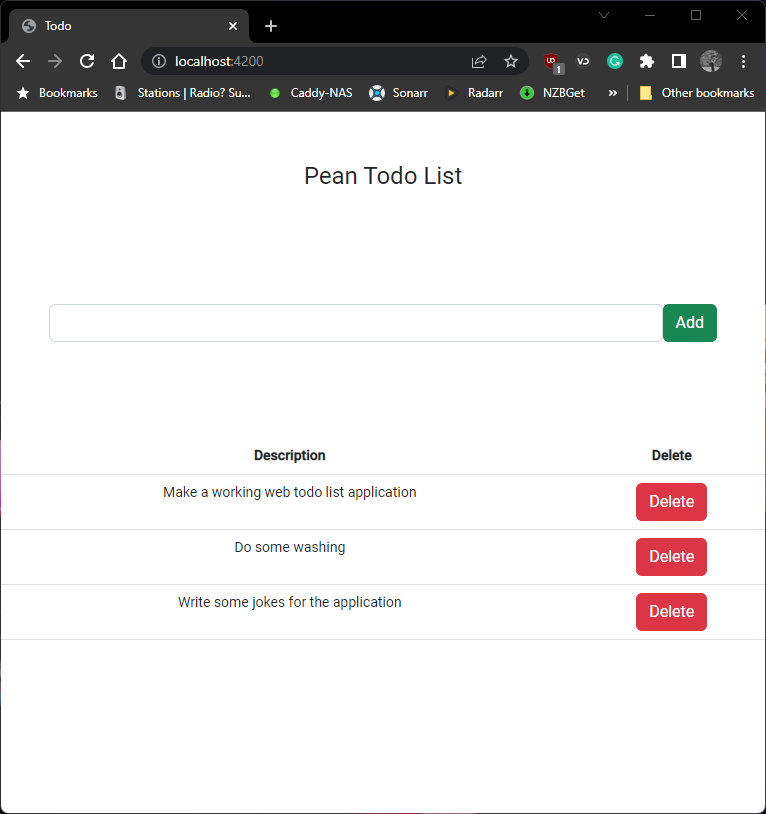 Todo
localhost:4200
1
Bookmarks Stations | Radio? Su... Caddy-NAS Sonarr Radarr NZBGet » Other bookmarks
Pean Todo List
Add
Description Delete
Make a working web todo list application Delete
Do some washing Delete
Write some jokes for the application Delete